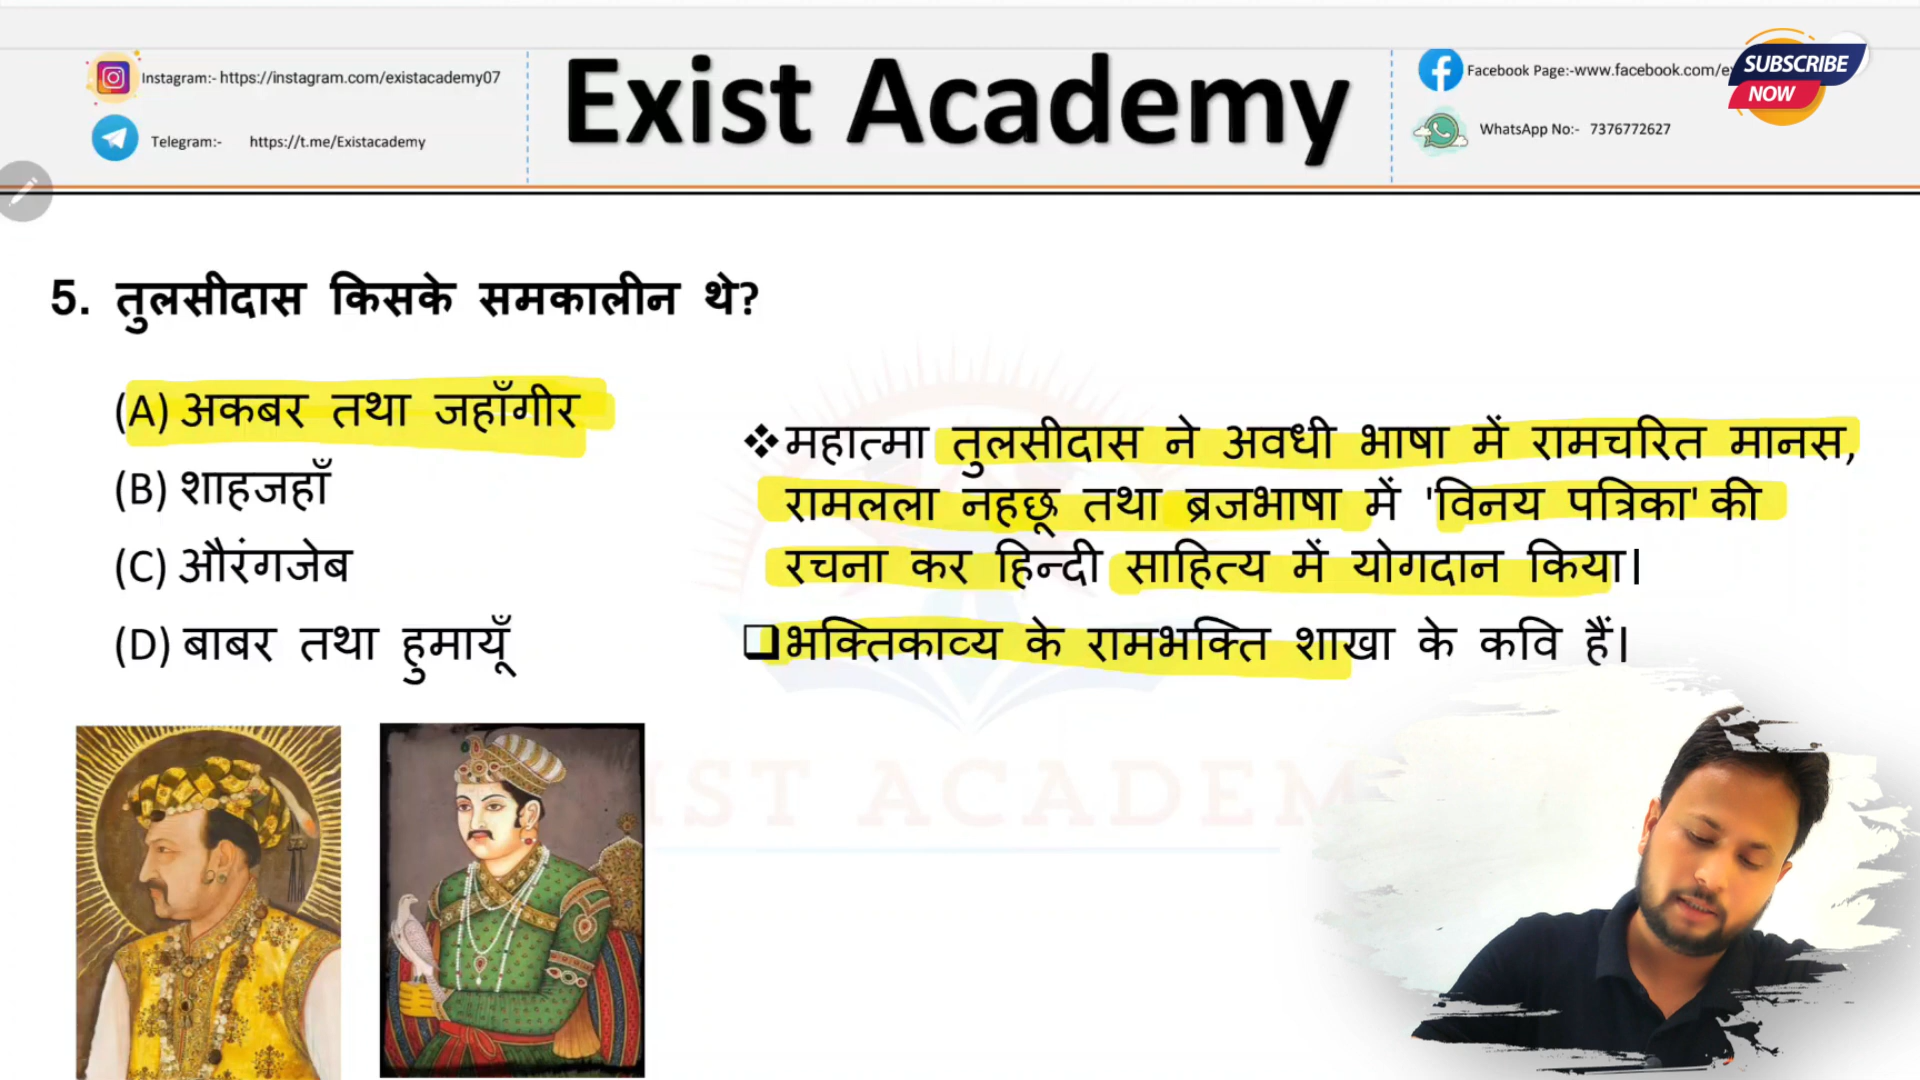 Instagram:- https://instagram.com/existacademy07
Telegram:- https://t.me/Existacademy
Exist Academy
Facebook Page:-www.facebook.com/e
WhatsApp No:- 7376772627
SUBSCRIBE
NOW
5. तुलसीदास किसके समकालीन थे?
(A) अकबर तथा जहाँगीर
(B) शाहजहाँ
(C) औरंगजेब
(D) बाबर तथा हुमायूँ
❖महात्मा तुलसीदास ने अवधी भाषा में रामचरित मानस,
रामलला नहछू तथा ब्रजभाषा में 'विनय पत्रिका' की
रचना कर हिन्दी साहित्य में योगदान किया।
❑भक्तिकाव्य के रामभक्ति शाखा के कवि हैं।
IST ACADEM